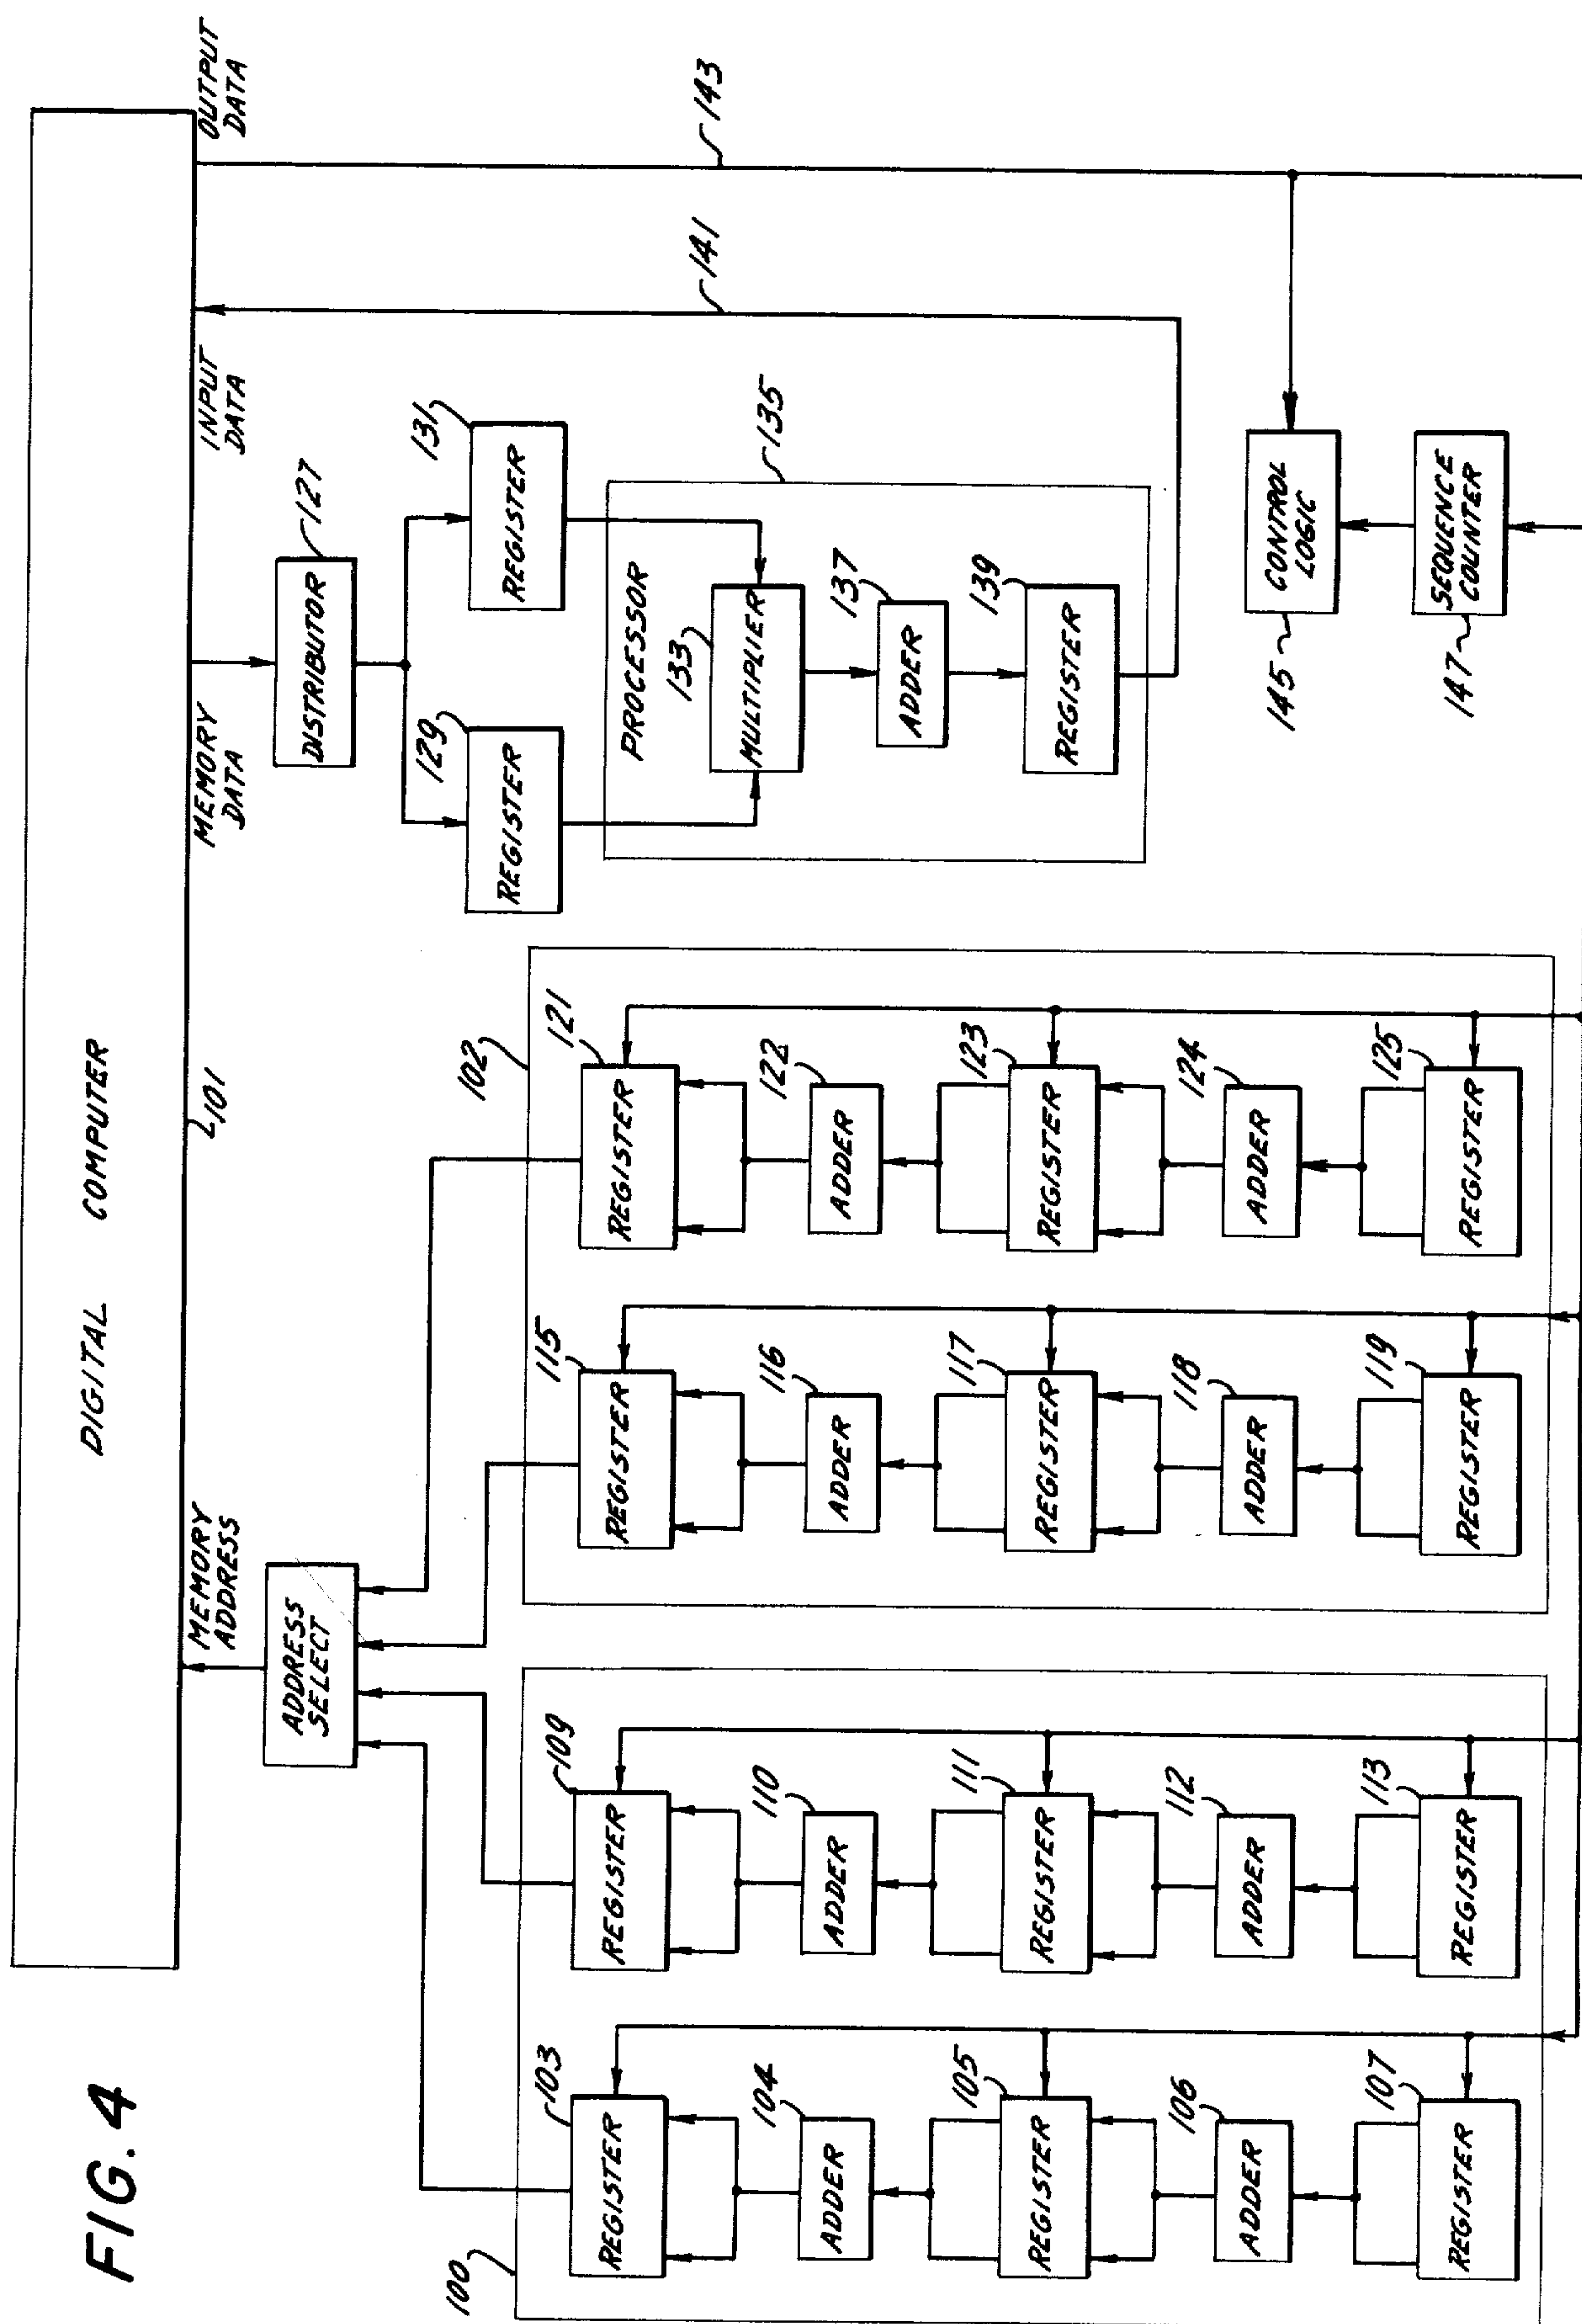 FIG. 4
DIGITAL COMPUTER
101
MEMORY
ADDRESS
MEMORY
DATA
INPUT
DATA
OUTPUT
DATA
ADDRESS
SELECT
DISTRIBUTOR
127
129
REGISTER
131
REGISTER
PROCESSOR
135
133
MULTIPLIER
137
ADDER
139
REGISTER
141
143
CONTROL
LOGIC
145
SEQUENCE
COUNTER
147
100
103
REGISTER
104
ADDER
105
REGISTER
106
ADDER
107
REGISTER
109
REGISTER
110
ADDER
111
REGISTER
112
ADDER
113
REGISTER
102
115
REGISTER
116
ADDER
117
REGISTER
118
ADDER
119
REGISTER
121
REGISTER
122
ADDER
123
REGISTER
124
ADDER
125
REGISTER